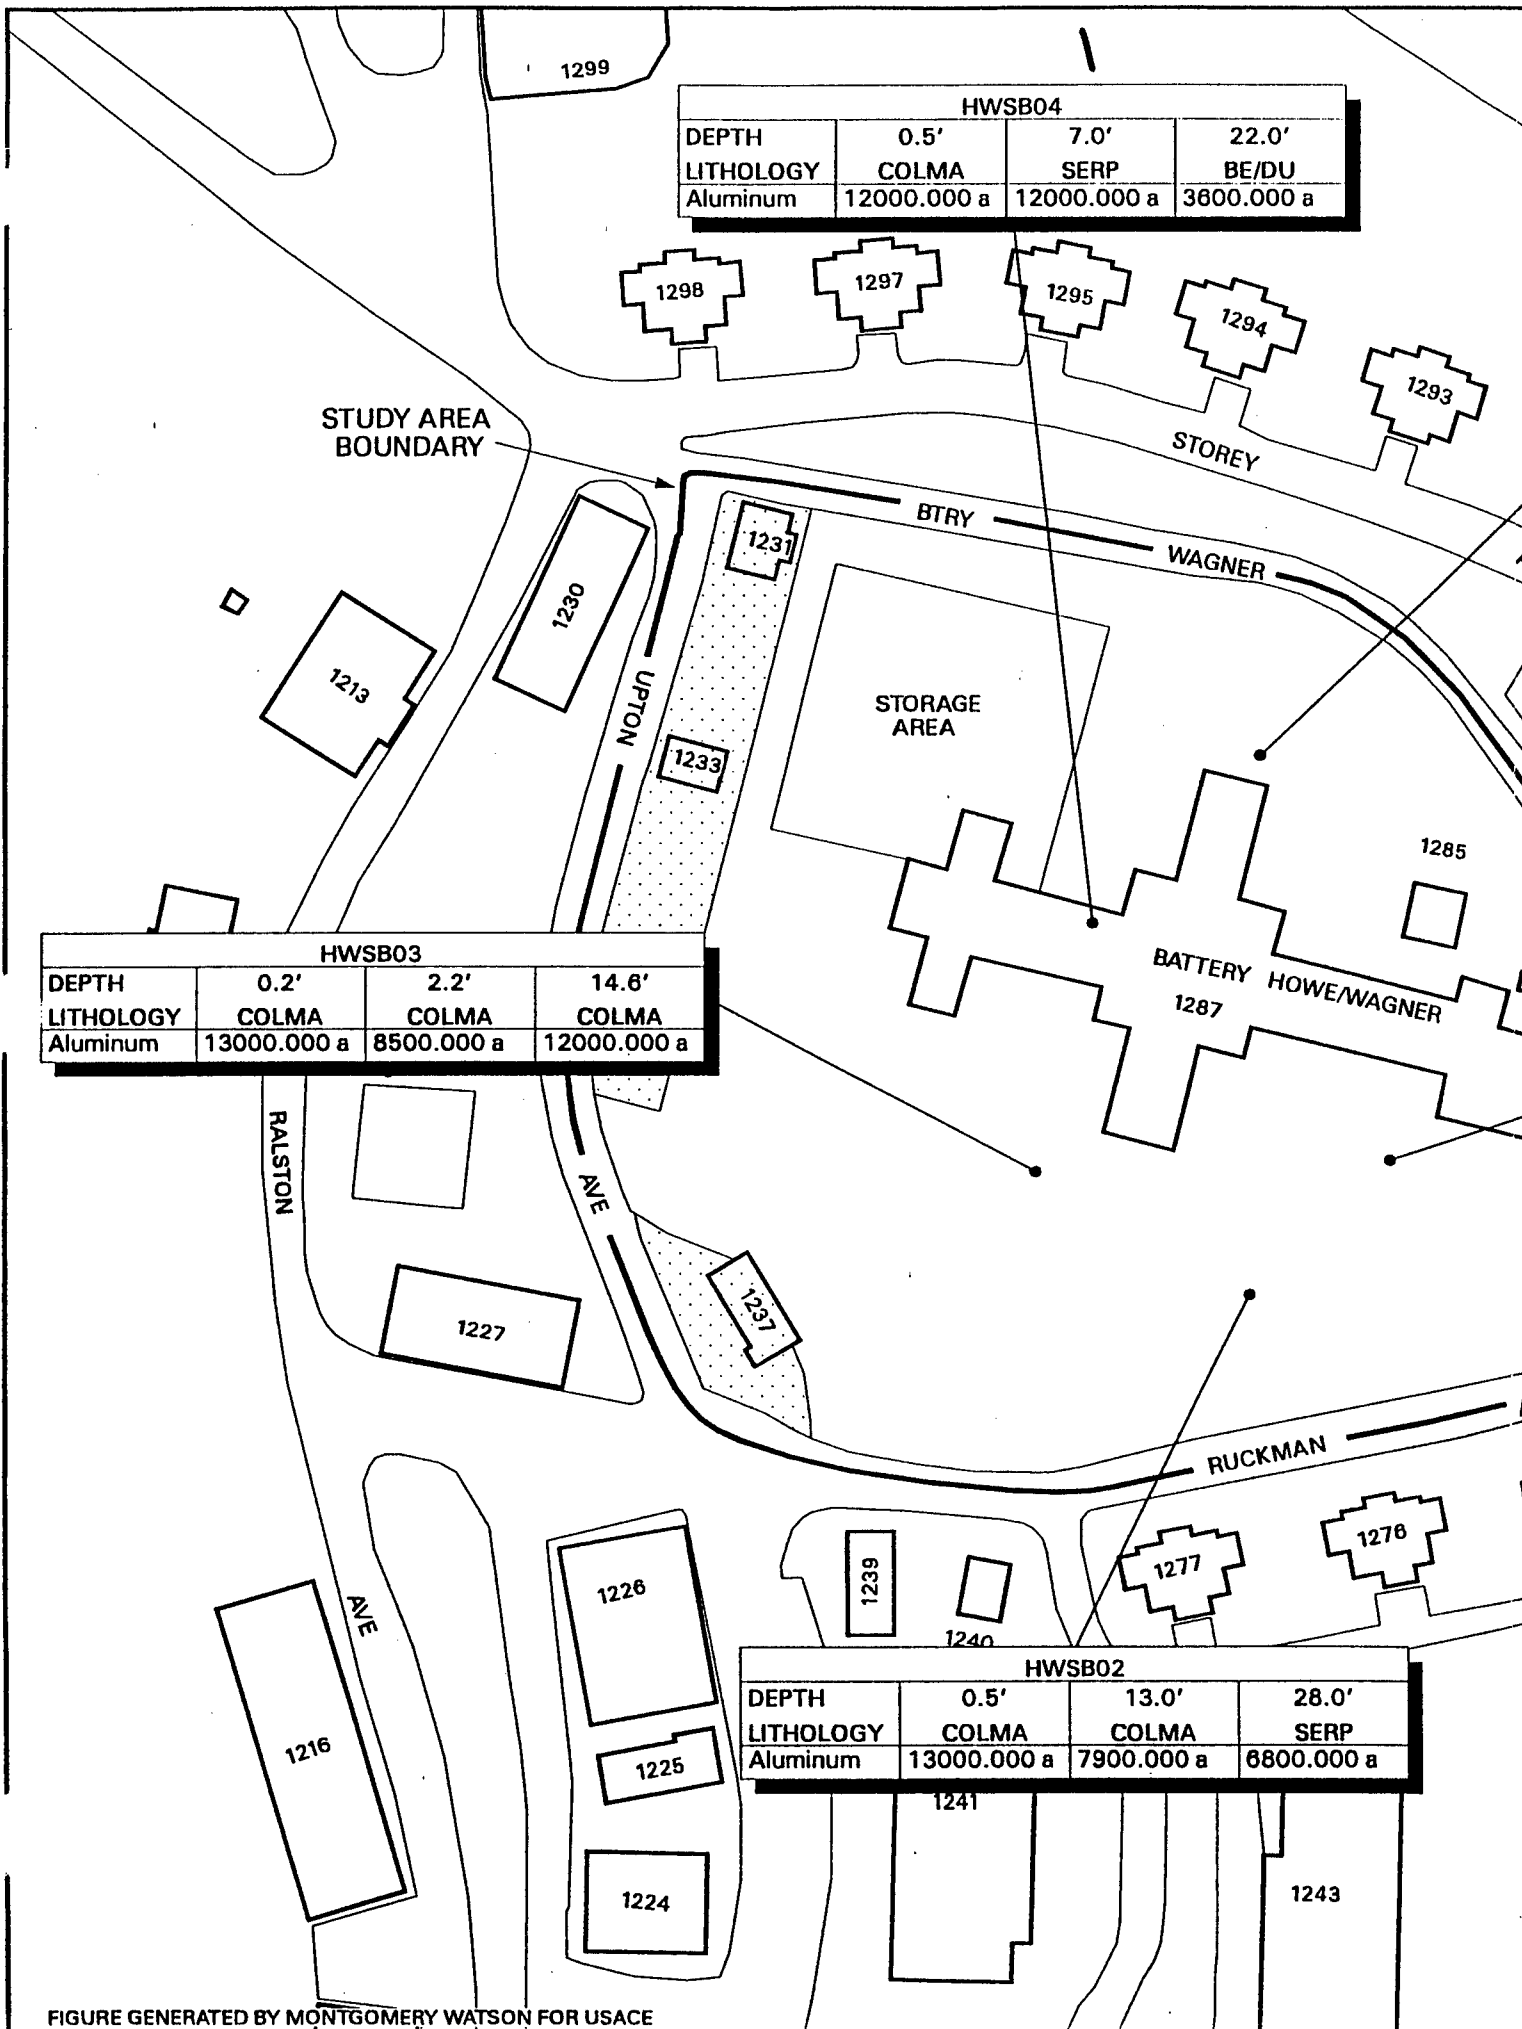 1299
HWSB04
DEPTH 0.5' 7.0' 22.0'
LITHOLOGY COLMA SERP BE/DU
Aluminum 12000.000 a 12000.000 a 3600.000 a
1298
1297
1295
1294
1293
STUDY AREA
BOUNDARY
STOREY
BTRY WAGNER
1231
1230
1213
UPTON
STORAGE
AREA
1233
1285
HWSB03
DEPTH 0.2' 2.2' 14.6'
LITHOLOGY COLMA COLMA COLMA
Aluminum 13000.000 a 8500.000 a 12000.000 a
BATTERY HOWE/WAGNER
1287
RALSTON
AVE
1237
1227
RUCKMAN
1276
1277
1239
1226
AVE
1240
HWSB02
DEPTH 0.5' 13.0' 28.0'
LITHOLOGY COLMA COLMA SERP
Aluminum 13000.000 a 7900.000 a 6800.000 a
1216
1225
1241
1224
1243
FIGURE GENERATED BY MONTGOMERY WATSON FOR USACE